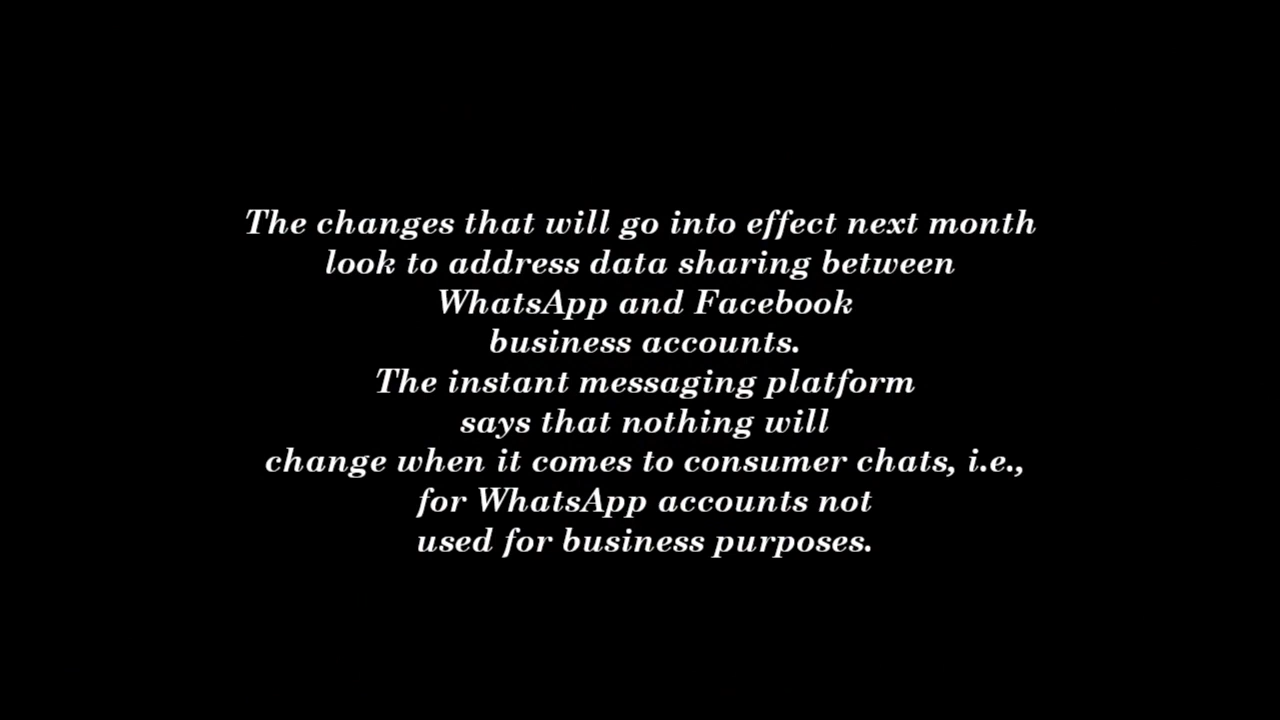 The changes that will go into effect next month
look to address data sharing between
WhatsApp and Facebook
business accounts.
The instant messaging platform
says that nothing will
change when it comes to consumer chats, i.e.,
for WhatsApp accounts not
used for business purposes.